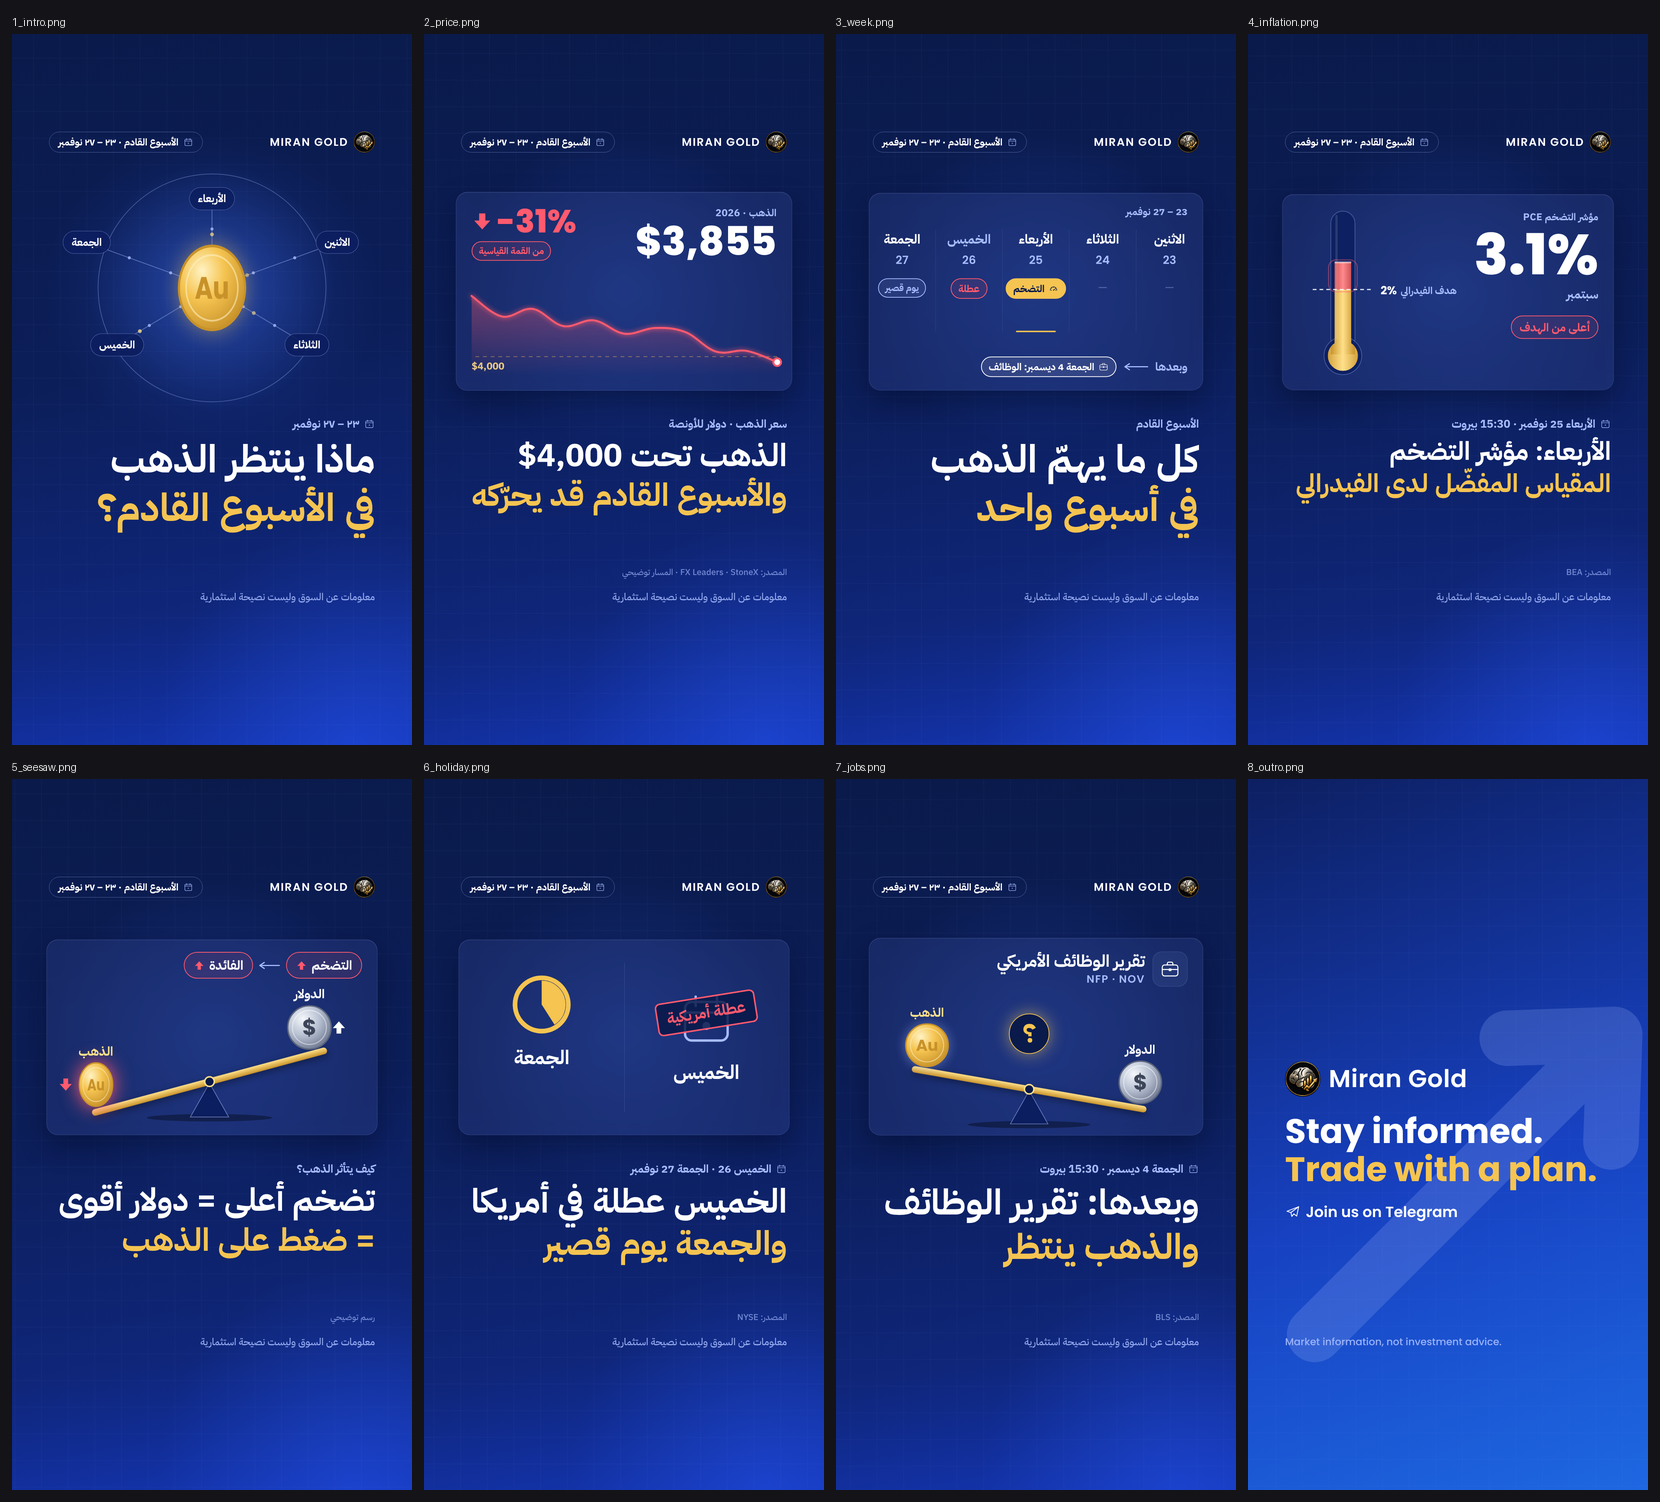 1_intro.png
MIRAN GOLD
الأسبوع القادم · ٢٣ – ٢٧ نوفمبر
الأربعاء
الاثنين
الجمعة
Au
الثلاثاء
الخميس
٢٣ – ٢٧ نوفمبر
ماذا ينتظر الذهب
في الأسبوع القادم؟
معلومات عن السوق وليست نصيحة استثمارية
2_price.png
MIRAN GOLD
الأسبوع القادم · ٢٣ – ٢٧ نوفمبر
الذهب · 2026
$3,855
−31%
من القمة القياسية
$4,000
سعر الذهب · دولار للأونصة
الذهب تحت 4,000$
والأسبوع القادم قد يحرّكه
المصدر: FX Leaders · StoneX · المسار توضيحي
معلومات عن السوق وليست نصيحة استثمارية
3_week.png
MIRAN GOLD
الأسبوع القادم · ٢٣ – ٢٧ نوفمبر
23 – 27 نوفمبر
الاثنين الثلاثاء الأربعاء الخميس الجمعة
23 24 25 26 27
— — التضخم عطلة يوم قصير
وبعدها
الجمعة 4 ديسمبر: الوظائف
الأسبوع القادم
كل ما يهمّ الذهب
في أسبوع واحد
معلومات عن السوق وليست نصيحة استثمارية
4_inflation.png
MIRAN GOLD
الأسبوع القادم · ٢٣ – ٢٧ نوفمبر
مؤشر التضخم PCE
3.1%
سبتمبر
أعلى من الهدف
هدف الفيدرالي 2%
الأربعاء 25 نوفمبر · 15:30 بيروت
الأربعاء: مؤشر التضخم
المقياس المفضّل لدى الفيدرالي
المصدر: BEA
معلومات عن السوق وليست نصيحة استثمارية
5_seesaw.png
MIRAN GOLD
الأسبوع القادم · ٢٣ – ٢٧ نوفمبر
التضخم
الفائدة
الدولار
$
الذهب
Au
كيف يتأثر الذهب؟
تضخم أعلى = دولار أقوى
= ضغط على الذهب
رسم توضيحي
معلومات عن السوق وليست نصيحة استثمارية
6_holiday.png
MIRAN GOLD
الأسبوع القادم · ٢٣ – ٢٧ نوفمبر
عطلة أمريكية
الخميس
الجمعة
الخميس 26 · الجمعة 27 نوفمبر
الخميس عطلة في أمريكا
والجمعة يوم قصير
المصدر: NYSE
معلومات عن السوق وليست نصيحة استثمارية
7_jobs.png
MIRAN GOLD
الأسبوع القادم · ٢٣ – ٢٧ نوفمبر
تقرير الوظائف الأمريكي
NFP · NOV
الذهب
Au
؟
الدولار
$
الجمعة 4 ديسمبر · 15:30 بيروت
وبعدها: تقرير الوظائف
والذهب ينتظر
المصدر: BLS
معلومات عن السوق وليست نصيحة استثمارية
8_outro.png
Miran Gold
Stay informed.
Trade with a plan.
Join us on Telegram
Market information, not investment advice.